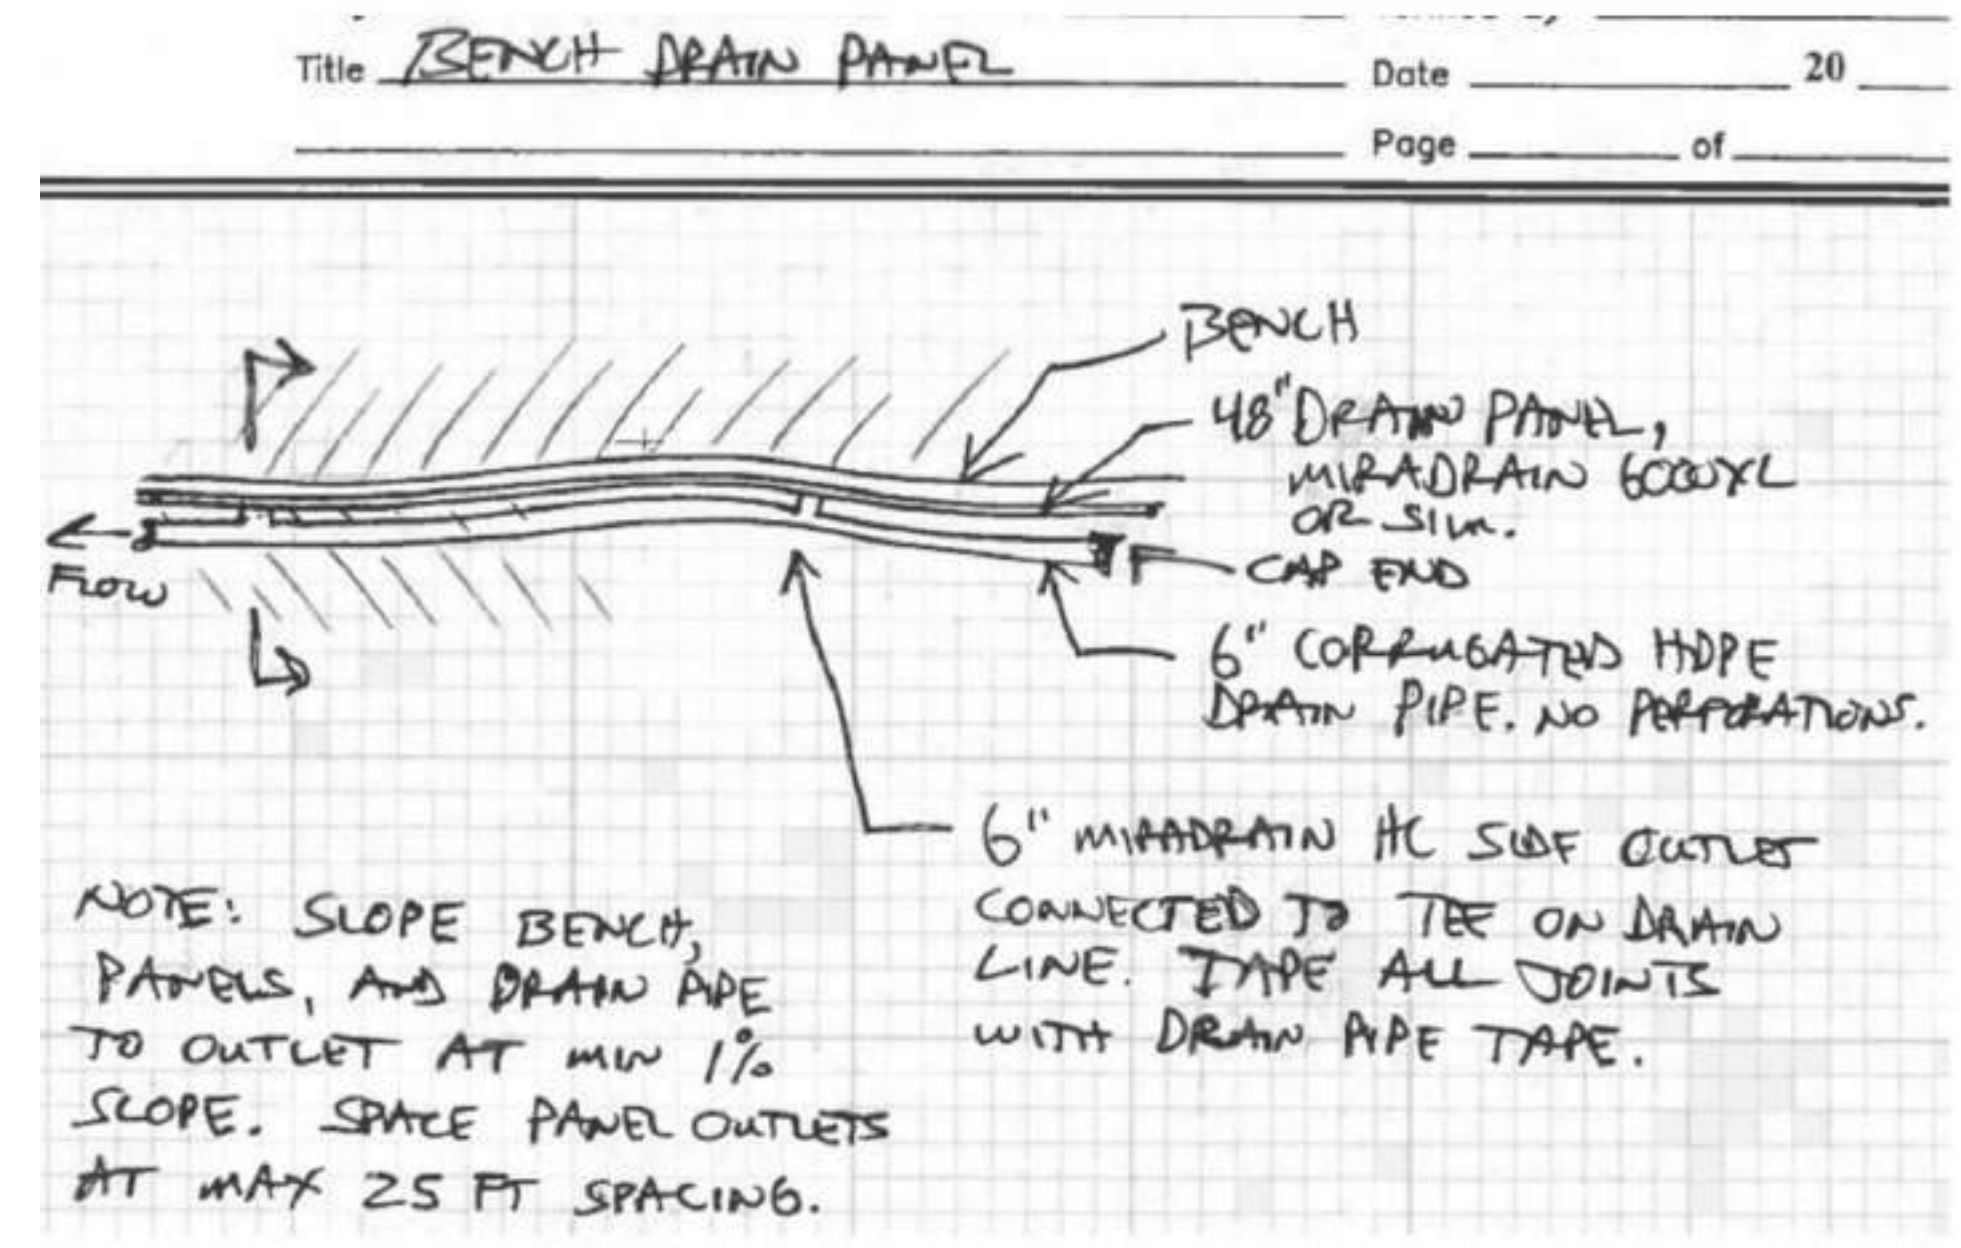 Title BENCH DRAIN PANEL
Date 20
Page of
BENCH
48" DRAIN PANEL,
MIRADRAIN 6000XL
OR SIM.
CAP END
FLOW
6" CORRUGATED HDPE
DRAIN PIPE. NO PERFORATIONS.
6" MIRADRAIN HC SIDE OUTLET
CONNECTED TO TEE ON DRAIN
LINE. TAPE ALL JOINTS
WITH DRAIN PIPE TAPE.
NOTE: SLOPE BENCH,
PANELS, AND DRAIN PIPE
TO OUTLET AT MIN 1%
SLOPE. SPACE PANEL OUTLETS
AT MAX 25 FT SPACING.